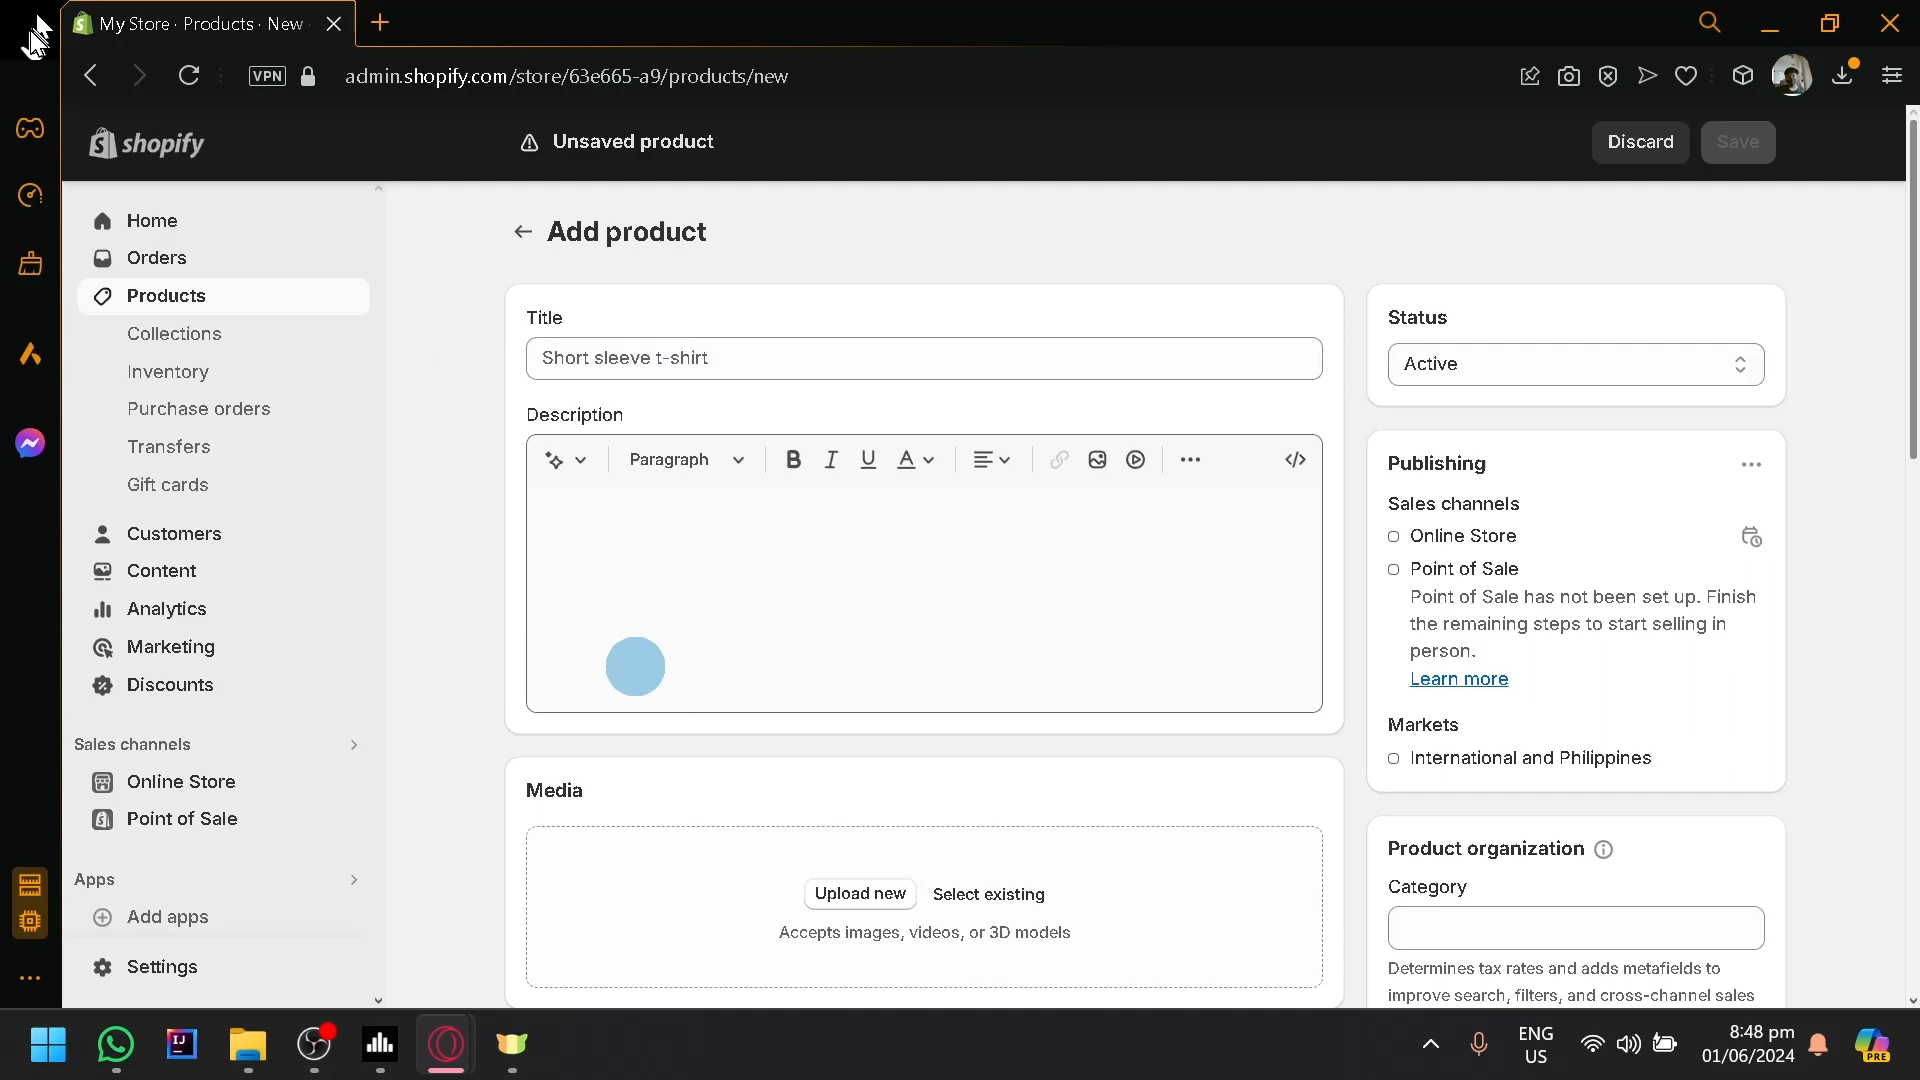 My Store · Products · New
VPN
admin.shopify.com/store/63e665-a9/products/new
shopify
Unsaved product
Discard
Save
Home
Orders
Products
Collections
Inventory
Purchase orders
Transfers
Gift cards
Customers
Content
Analytics
Marketing
Discounts
Sales channels
Online Store
Point of Sale
Apps
Add apps
Settings
Add product
Title
Short sleeve t-shirt
Description
Paragraph
B I U A
Media
Upload new
Select existing
Accepts images, videos, or 3D models
Status
Active
Publishing
Sales channels
Online Store
Point of Sale
Point of Sale has not been set up. Finish
the remaining steps to start selling in
person.
Learn more
Markets
International and Philippines
Product organization
Category
Determines tax rates and adds metafields to
improve search, filters, and cross-channel sales
IJ
ENG
US
8:48 pm
01/06/2024
PRE